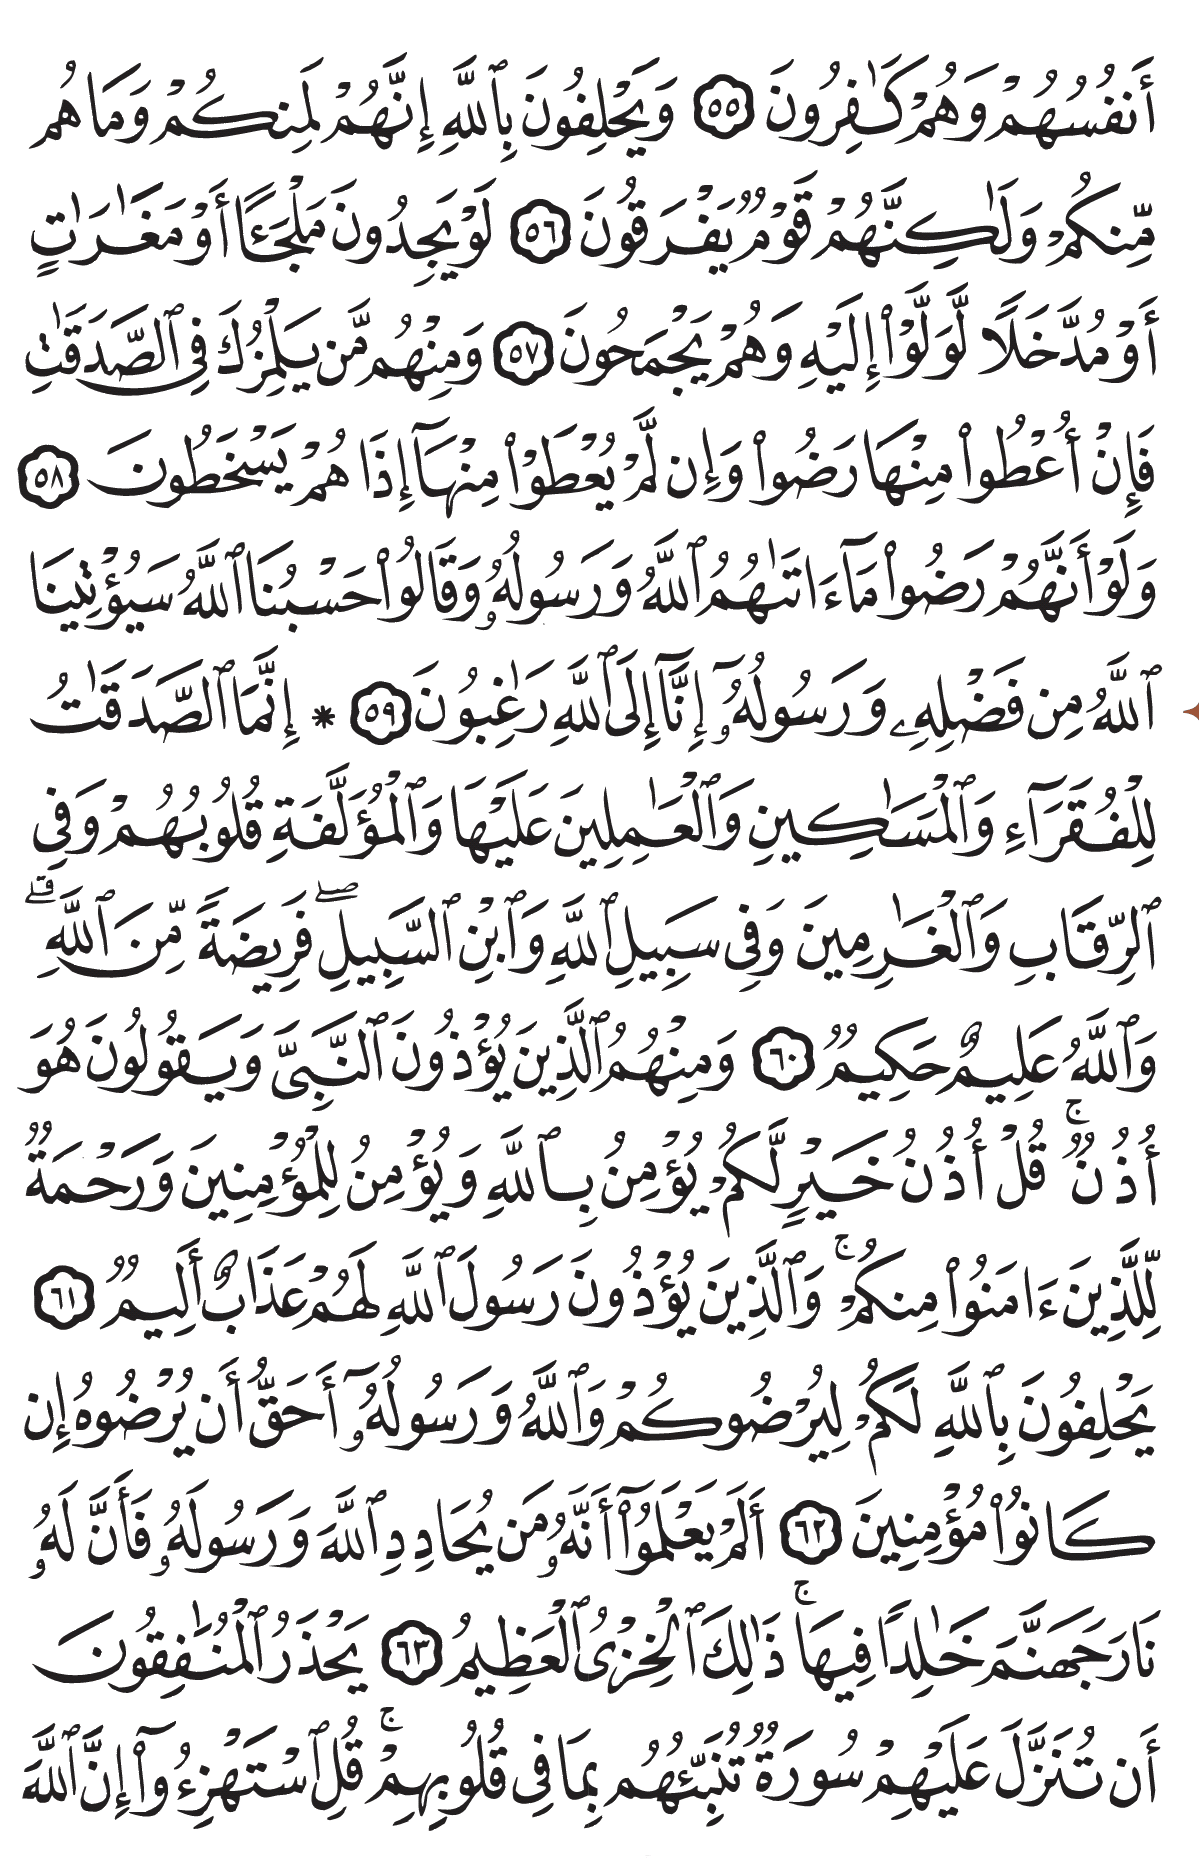 أَنفُسُهُمْ وَهُمْ كَٰفِرُونَ ٥٥ وَيَحْلِفُونَ بِٱللَّهِ إِنَّهُمْ لَمِنكُمْ وَمَا هُم
مِّنكُمْ وَلَٰكِنَّهُمْ قَوْمٌ يَفْرَقُونَ ٥٦ لَوْ يَجِدُونَ مَلْجَـًٔا أَوْ مَغَٰرَٰتٍ
أَوْ مُدَّخَلًا لَّوَلَّوْا۟ إِلَيْهِ وَهُمْ يَجْمَحُونَ ٥٧ وَمِنْهُم مَّن يَلْمِزُكَ فِى ٱلصَّدَقَٰتِ
فَإِنْ أُعْطُوا۟ مِنْهَا رَضُوا۟ وَإِن لَّمْ يُعْطَوْا۟ مِنْهَآ إِذَا هُمْ يَسْخَطُونَ ٥٨
وَلَوْ أَنَّهُمْ رَضُوا۟ مَآ ءَاتَىٰهُمُ ٱللَّهُ وَرَسُولُهُۥ وَقَالُوا۟ حَسْبُنَا ٱللَّهُ سَيُؤْتِينَا
ٱللَّهُ مِن فَضْلِهِۦ وَرَسُولُهُۥٓ إِنَّآ إِلَى ٱللَّهِ رَٰغِبُونَ ٥٩ * إِنَّمَا ٱلصَّدَقَٰتُ
لِلْفُقَرَآءِ وَٱلْمَسَٰكِينِ وَٱلْعَٰمِلِينَ عَلَيْهَا وَٱلْمُؤَلَّفَةِ قُلُوبُهُمْ وَفِى
ٱلرِّقَابِ وَٱلْغَٰرِمِينَ وَفِى سَبِيلِ ٱللَّهِ وَٱبْنِ ٱلسَّبِيلِ ۖ فَرِيضَةً مِّنَ ٱللَّهِ ۗ
وَٱللَّهُ عَلِيمٌ حَكِيمٌ ٦٠ وَمِنْهُمُ ٱلَّذِينَ يُؤْذُونَ ٱلنَّبِىَّ وَيَقُولُونَ هُوَ
أُذُنٌ ۚ قُلْ أُذُنُ خَيْرٍ لَّكُمْ يُؤْمِنُ بِٱللَّهِ وَيُؤْمِنُ لِلْمُؤْمِنِينَ وَرَحْمَةٌ
لِّلَّذِينَ ءَامَنُوا۟ مِنكُمْ ۚ وَٱلَّذِينَ يُؤْذُونَ رَسُولَ ٱللَّهِ لَهُمْ عَذَابٌ أَلِيمٌ ٦١
يَحْلِفُونَ بِٱللَّهِ لَكُمْ لِيُرْضُوكُمْ وَٱللَّهُ وَرَسُولُهُۥٓ أَحَقُّ أَن يُرْضُوهُ إِن
كَانُوا۟ مُؤْمِنِينَ ٦٢ أَلَمْ يَعْلَمُوٓا۟ أَنَّهُۥ مَن يُحَادِدِ ٱللَّهَ وَرَسُولَهُۥ فَأَنَّ لَهُۥ
نَارَ جَهَنَّمَ خَٰلِدًا فِيهَا ۚ ذَٰلِكَ ٱلْخِزْىُ ٱلْعَظِيمُ ٦٣ يَحْذَرُ ٱلْمُنَٰفِقُونَ
أَن تُنَزَّلَ عَلَيْهِمْ سُورَةٌ تُنَبِّئُهُم بِمَا فِى قُلُوبِهِمْ ۚ قُلِ ٱسْتَهْزِءُوٓا۟ إِنَّ ٱللَّهَ